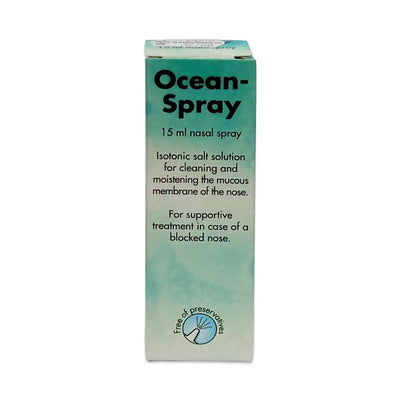 Ocean-
Spray
15 ml nasal spray
Isotonic salt solution
for cleaning and
moistening the mucous
membrane of the nose.
For supportive
treatment in case of a
blocked nose.
Free of preservatives